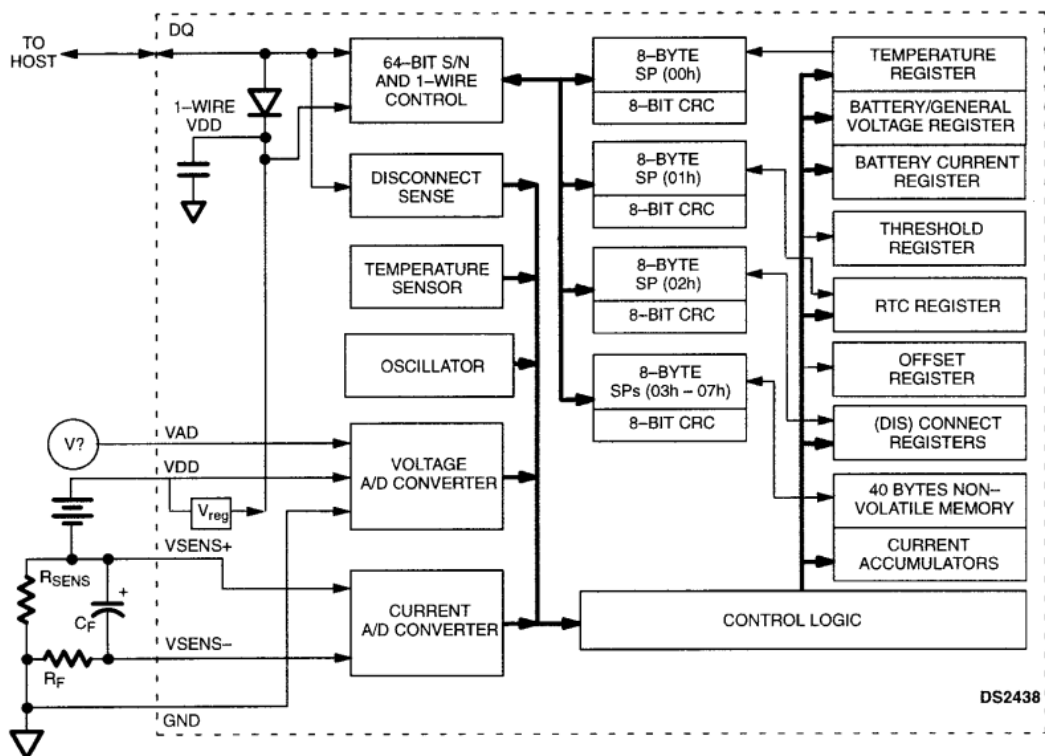 DQ
TO
HOST
64–BIT S/N
AND 1–WIRE
CONTROL
1–WIRE
VDD
DISCONNECT
SENSE
TEMPERATURE
SENSOR
OSCILLATOR
V?
VAD
VDD
Vreg
VOLTAGE
A/D CONVERTER
VSENS+
RSENS
+
CF
CURRENT
A/D CONVERTER
VSENS–
RF
GND
8–BYTE
SP (00h)
8–BIT CRC
8–BYTE
SP (01h)
8–BIT CRC
8–BYTE
SP (02h)
8–BIT CRC
8–BYTE
SPs (03h – 07h)
8–BIT CRC
TEMPERATURE
REGISTER
BATTERY/GENERAL
VOLTAGE REGISTER
BATTERY CURRENT
REGISTER
THRESHOLD
REGISTER
RTC REGISTER
OFFSET
REGISTER
(DIS) CONNECT
REGISTERS
40 BYTES NON–
VOLATILE MEMORY
CURRENT
ACCUMULATORS
CONTROL LOGIC
DS2438